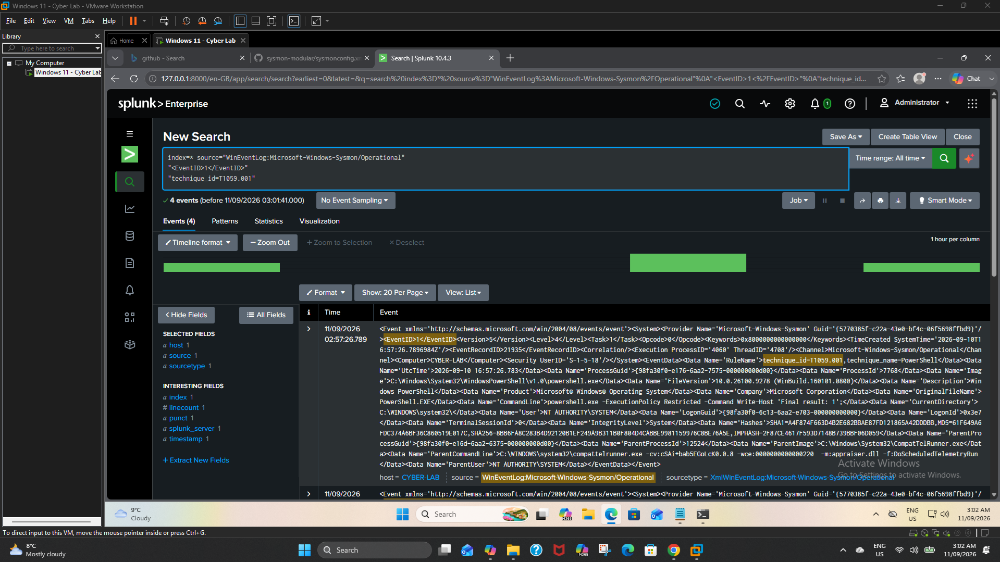 Windows 11 - Cyber Lab - VMware Workstation
File Edit View VM Tabs Help
Library
Type here to search
My Computer
Windows 11 - Cyber Lab
Home
Windows 11 - Cyber Lab
github - Search
sysmon-modular/sysmonconfig.xm
Search | Splunk 10.4.3
127.0.0.1:8000/en-GB/app/search/search?earliest=0&latest=&q=search%20index%3D*%20source%3D"WinEventLog%3AMicrosoft-Windows-Sysmon%2FOperational"%0A"<EventID>1<%2FEventID>"%0A"technique_id...
Chat
splunk>Enterprise
1
Administrator
New Search
Save As
Create Table View
Close
index=* source="WinEventLog:Microsoft-Windows-Sysmon/Operational"
"<EventID>1</EventID>"
"technique_id=T1059.001"
Time range: All time
4 events (before 11/09/2026 03:01:41.000)
No Event Sampling
Job
Smart Mode
Events (4)
Patterns
Statistics
Visualization
Timeline format
Zoom Out
+ Zoom to Selection
× Deselect
1 hour per column
Format
Show: 20 Per Page
View: List
< Hide Fields
All Fields
SELECTED FIELDS
a host 1
a source 1
a sourcetype 1
INTERESTING FIELDS
a index 1
# linecount 1
a punct 1
a splunk_server 1
a timestamp 1
+ Extract New Fields
i Time Event
11/09/2026
02:57:26.789
<Event xmlns='http://schemas.microsoft.com/win/2004/08/events/event'><System><Provider Name='Microsoft-Windows-Sysmon' Guid='{5770385f-c22a-43e0-bf4c-06f5698ffbd9}'/
><EventID>1</EventID><Version>5</Version><Level>4</Level><Task>1</Task><Opcode>0</Opcode><Keywords>0x8000000000000000</Keywords><TimeCreated SystemTime='2026-09-10T1
6:57:26.7896984Z'/><EventRecordID>21935</EventRecordID><Correlation/><Execution ProcessID='4060' ThreadID='4708'/><Channel>Microsoft-Windows-Sysmon/Operational</Chan
nel><Computer>CYBER-LAB</Computer><Security UserID='S-1-5-18'/></System><EventData><Data Name='RuleName'>technique_id=T1059.001,technique_name=PowerShell</Data><Data
Name='UtcTime'>2026-09-10 16:57:26.783</Data><Data Name='ProcessGuid'>{98fa30f0-e176-6aa2-7575-000000000d00}</Data><Data Name='ProcessId'>7768</Data><Data Name='Imag
e'>C:\Windows\System32\WindowsPowerShell\v1.0\powershell.exe</Data><Data Name='FileVersion'>10.0.26100.9278 (WinBuild.160101.0800)</Data><Data Name='Description'>Win
dows PowerShell</Data><Data Name='Product'>Microsoft® Windows® Operating System</Data><Data Name='Company'>Microsoft Corporation</Data><Data Name='OriginalFileName'>
PowerShell.EXE</Data><Data Name='CommandLine'>powershell.exe -ExecutionPolicy Restricted -Command Write-Host 'Final result: 1';</Data><Data Name='CurrentDirectory'>
C:\WINDOWS\system32\</Data><Data Name='User'>NT AUTHORITY\SYSTEM</Data><Data Name='LogonGuid'>{98fa30f0-6c13-6aa2-e703-000000000000}</Data><Data Name='LogonId'>0x3e7
</Data><Data Name='TerminalSessionId'>0</Data><Data Name='IntegrityLevel'>System</Data><Data Name='Hashes'>SHA1=A4F874F663D4B2E682BBAE87FD121865A42DDDBB,MD5=61F649A6
FDC374A6BF36C860519E017C,SHA256=8BB6FA8C283B4D92120B1EF249A9B311B0F804D4CABBE9981159976C8BE76A5E,IMPHASH=2F87CE4617F593D7148B739BBF06D059</Data><Data Name='ParentPro
cessGuid'>{98fa30f0-e16d-6aa2-6375-000000000d00}</Data><Data Name='ParentProcessId'>12524</Data><Data Name='ParentImage'>C:\Windows\System32\CompatTelRunner.exe</Dat
a><Data Name='ParentCommandLine'>C:\WINDOWS\system32\compattelrunner.exe -cv:cSAi+bab5EGoLcK0.0.8 -wce:0000000000000220 -m:appraiser.dll -f:DoScheduledTelemetryRun
</Data><Data Name='ParentUser'>NT AUTHORITY\SYSTEM</Data></EventData></Event>
host = CYBER-LAB
source = WinEventLog:Microsoft-Windows-Sysmon/Operational
sourcetype = XmlWinEventLog:Microsoft-Windows-Sysmon/Operational
Activate Windows
Go to Settings to activate Windows.
11/09/2026
<Event xmlns='http://schemas.microsoft.com/win/2004/08/events/event'><System><Provider Name='Microsoft-Windows-Sysmon' Guid='{5770385f-c22a-43e0-bf4c-06f5698ffbd9}'/
9°C
Cloudy
Search
M365
ENG
US
3:02 AM
11/09/2026
To direct input to this VM, move the mouse pointer inside or press Ctrl+G.
8°C
Mostly cloudy
Search
M365
ENG
US
3:02 AM
11/09/2026